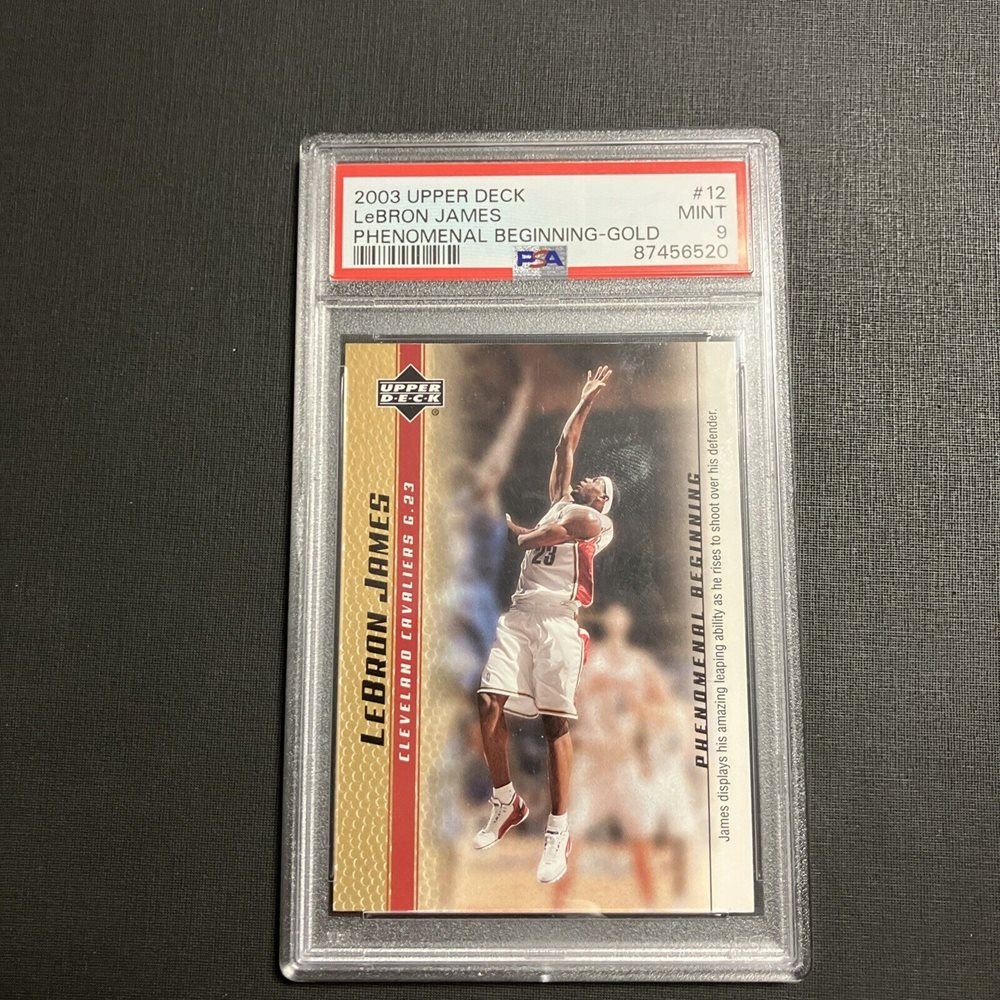 2003 UPPER DECK #12
LeBRON JAMES MINT
PHENOMENAL BEGINNING-GOLD 9
PSA 87456520
UPPER
D·E·C·K
®
LeBRON JAMES
CLEVELAND CAVALIERS G.23
23
PHENOMENAL BEGINNING
James displays his amazing leaping ability as he rises to shoot over his defender.